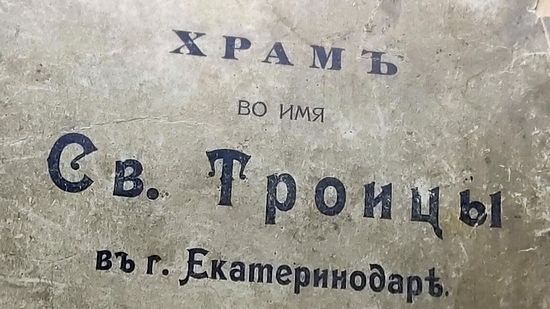 ХРАМЪ
ВО ИМЯ
Св. Троицы
въ г. Екатеринодарѣ.